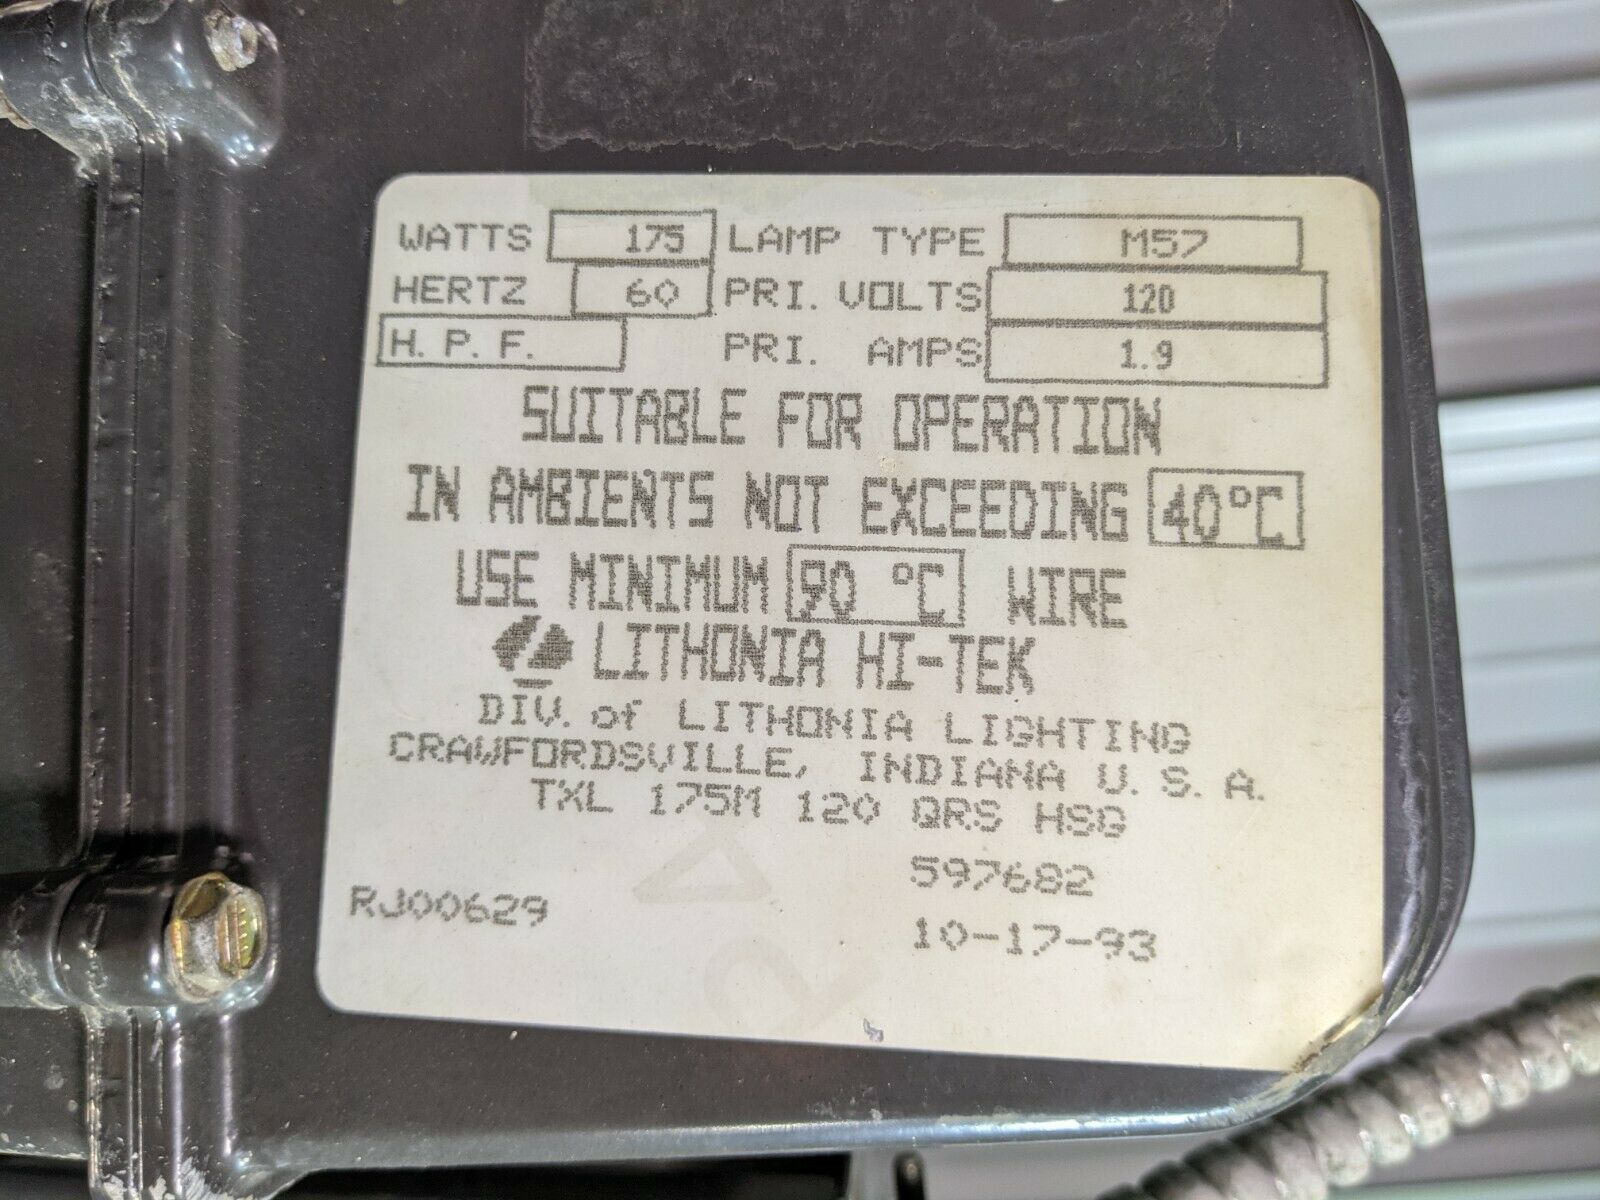 WATTS 175 LAMP TYPE M57
HERTZ 60 PRI. VOLTS 120
H. P. F. PRI. AMPS 1.9
SUITABLE FOR OPERATION
IN AMBIENTS NOT EXCEEDING 40°C
USE MINIMUM 90 °C WIRE
LITHONIA HI-TEK
DIV. of LITHONIA LIGHTING
CRAWFORDSVILLE, INDIANA U. S. A.
TXL 175M 120 QRS HSG
597682
RJ00629
10-17-93